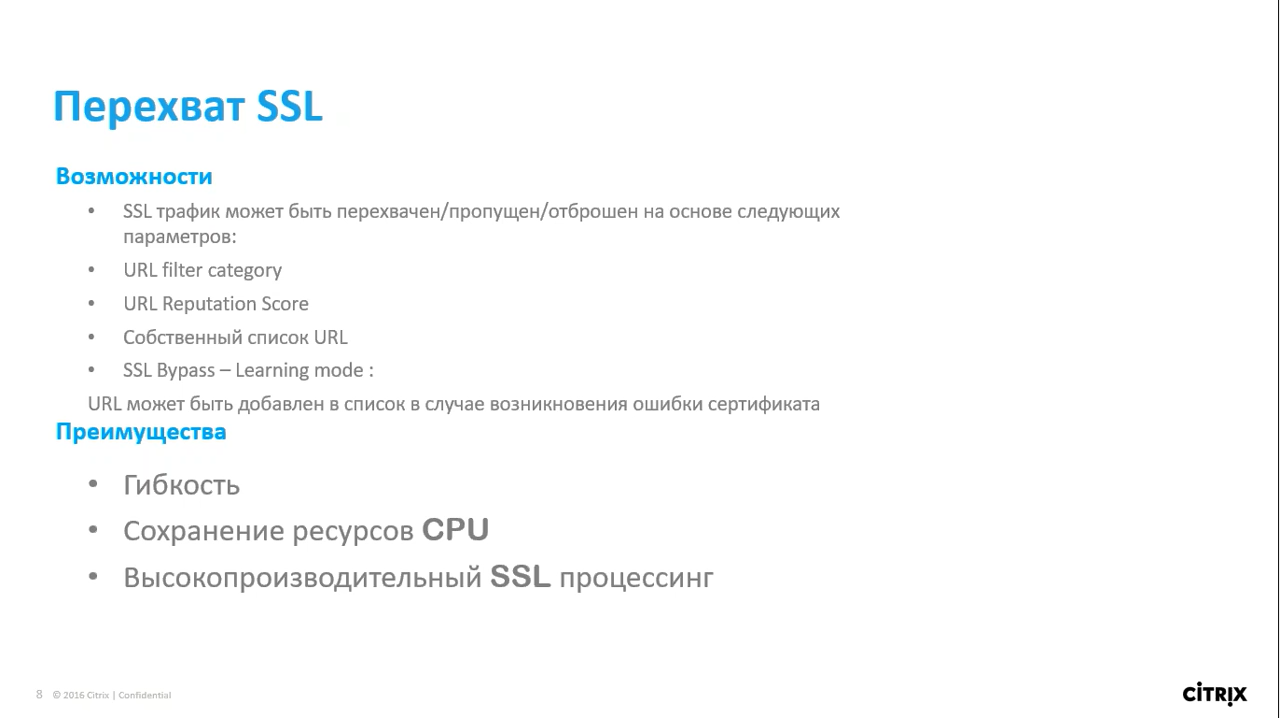 Перехват SSL
Возможности
• SSL трафик может быть перехвачен/пропущен/отброшен на основе следующих
параметров:
• URL filter category
• URL Reputation Score
• Собственный список URL
• SSL Bypass – Learning mode :
URL может быть добавлен в список в случае возникновения ошибки сертификата
Преимущества
• Гибкость
• Сохранение ресурсов CPU
• Высокопроизводительный SSL процессинг
8 © 2016 Citrix | Confidential
CİTRİX